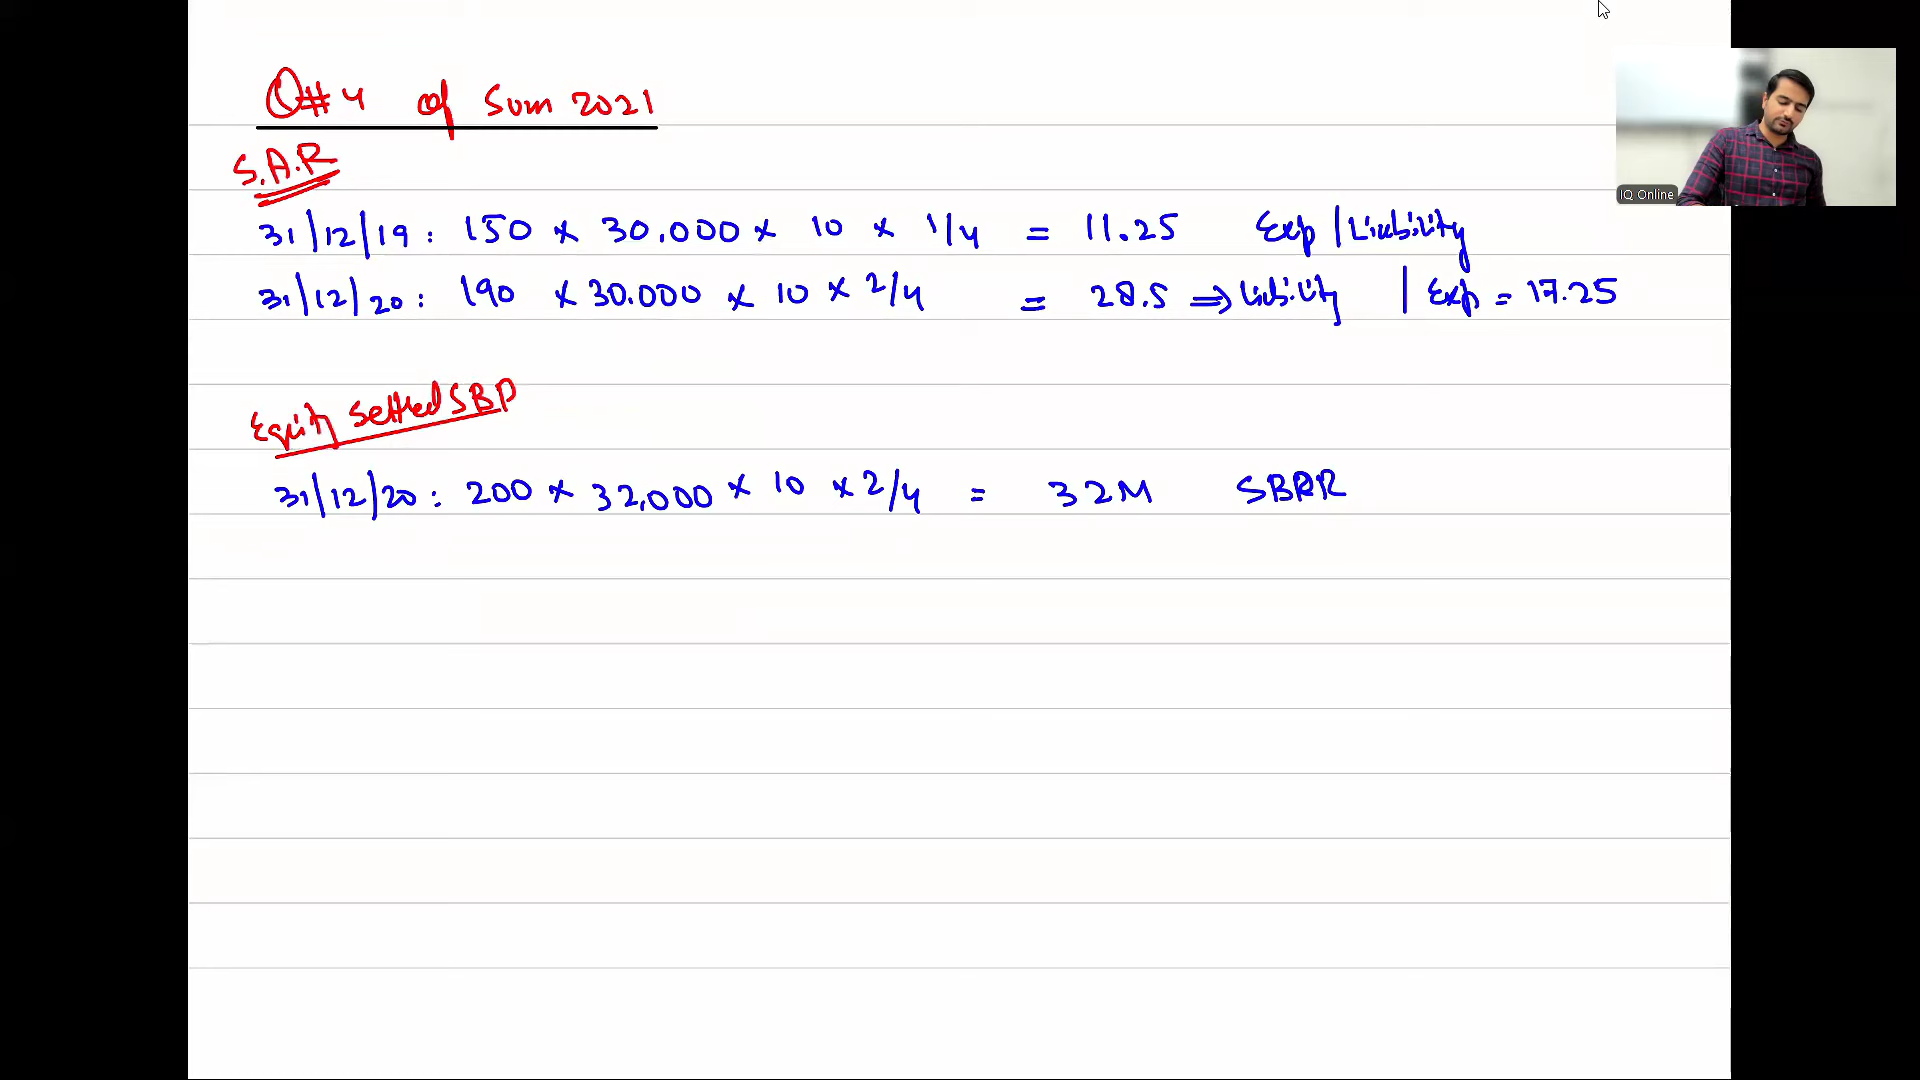 Q#4 of Sum 2021
S.A.R
31/12/19 : 150 × 30,000 × 10 × 1/4 = 11.25 Exp / Liability
31/12/20 : 190 × 30,000 × 10 × 2/4 = 28.5 ⇒ Liability | Exp = 17.25
Equity Settled SBP
31/12/20 : 200 × 32,000 × 10 × 2/4 = 32M
IQ Online